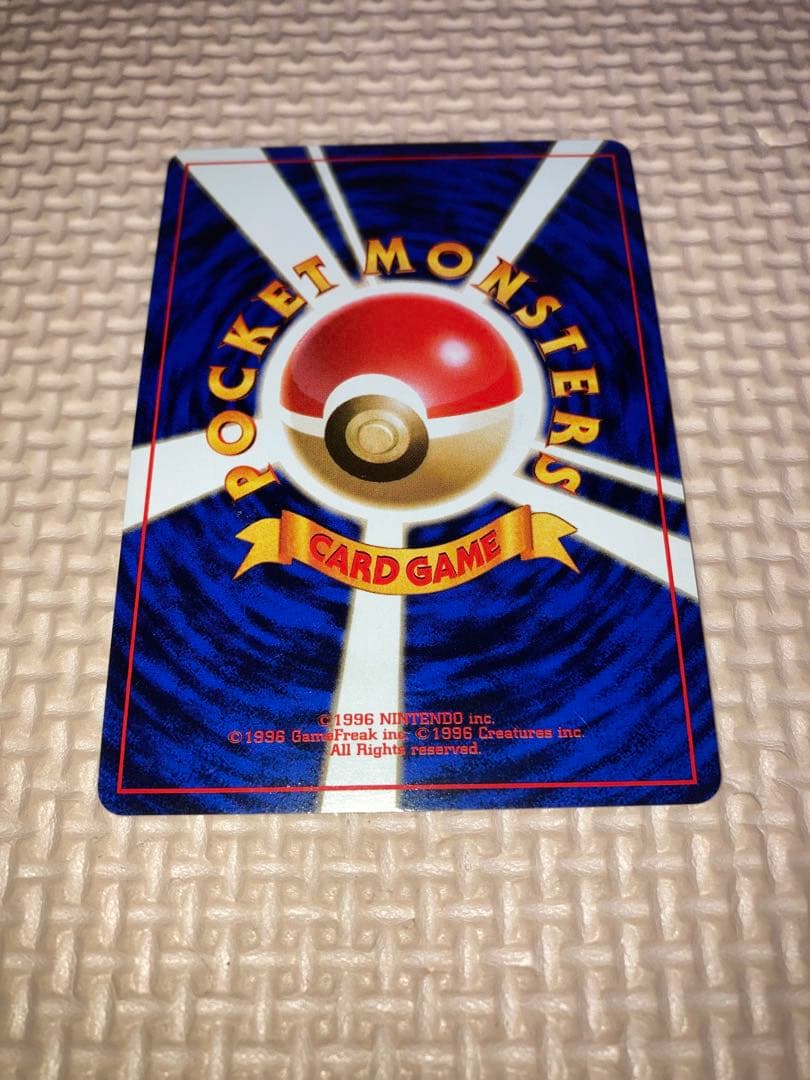 POCKET MONSTERS
CARD GAME
©1996 NINTENDO inc.
©1996 GameFreak inc. ©1996 Creatures inc.
All Rights reserved.